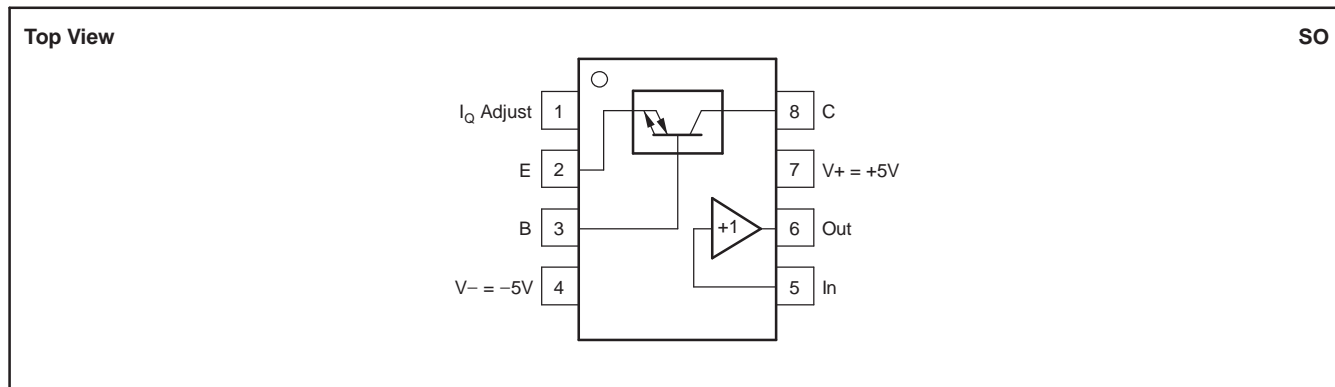 Top View
SO
I_Q Adjust 1
8 C
E 2
7 V+ = +5V
B 3
+1
6 Out
V− = −5V 4
5 In